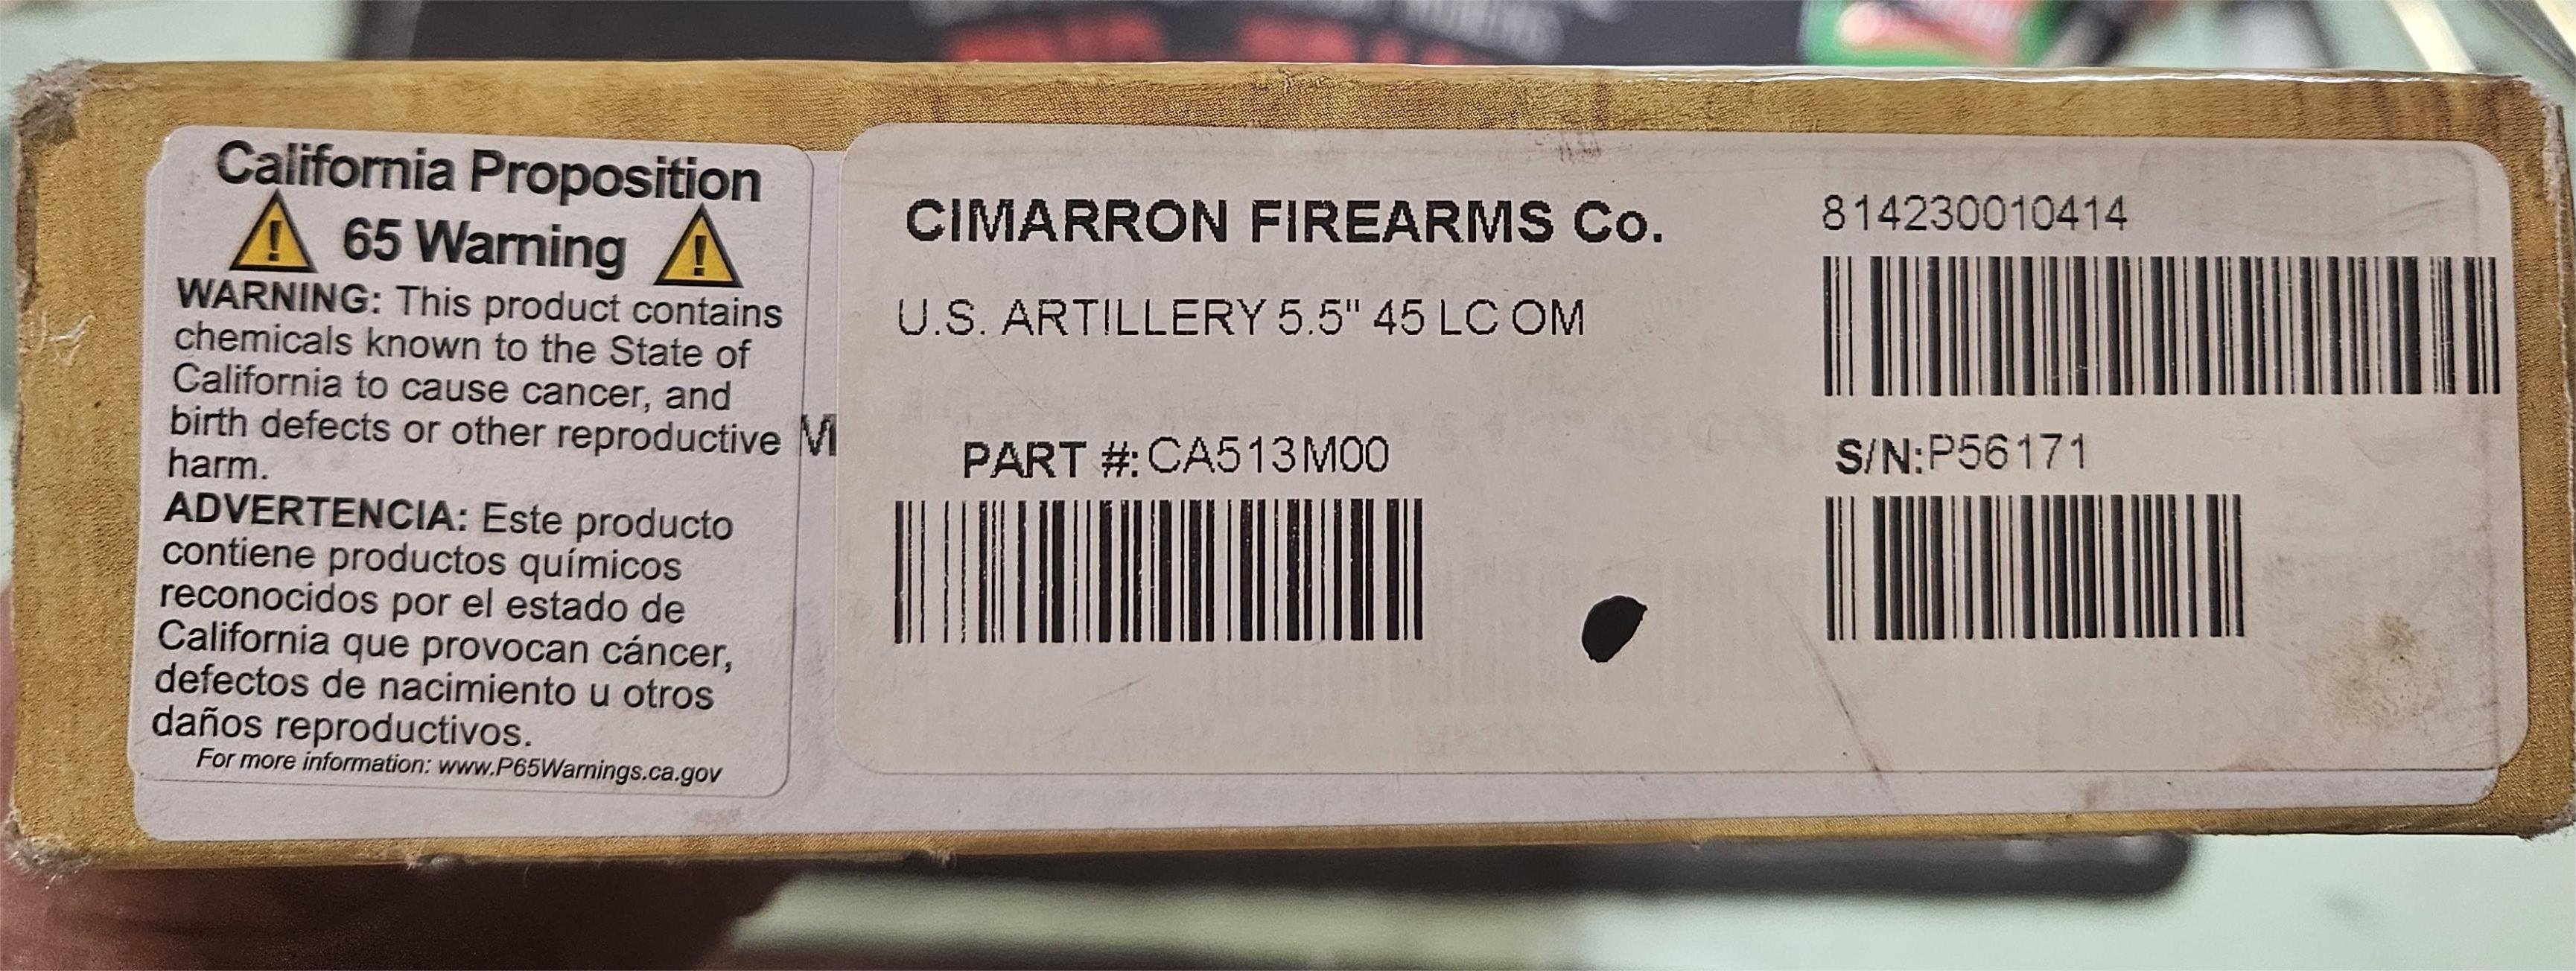 California Proposition
65 Warning
WARNING: This product contains
chemicals known to the State of
California to cause cancer, and
birth defects or other reproductive
harm.
ADVERTENCIA: Este producto
contiene productos químicos
reconocidos por el estado de
California que provocan cáncer,
defectos de nacimiento u otros
daños reproductivos.
For more information: www.P65Warnings.ca.gov
M
CIMARRON FIREARMS Co.
U.S. ARTILLERY 5.5" 45 LC OM
PART #: CA513M00
814230010414
S/N: P56171